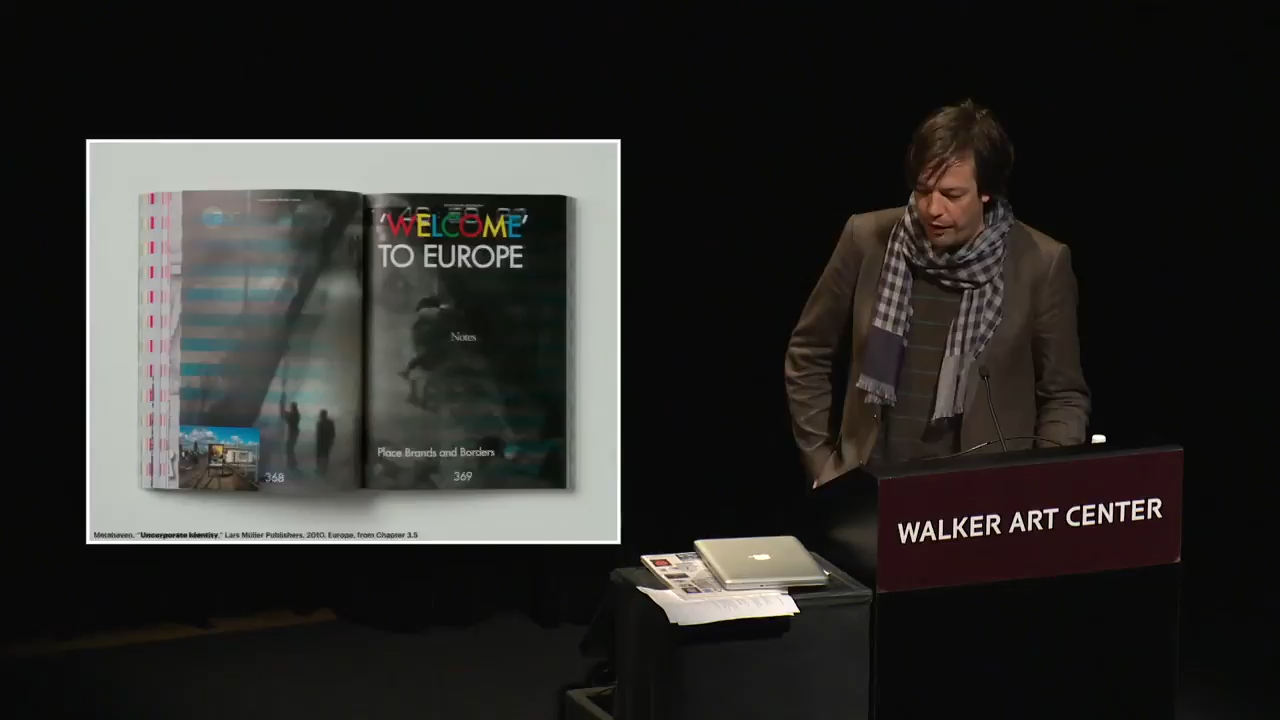 'WELCOME'
TO EUROPE
Notes
Place Brands and Borders
368
369
Metahaven, "Uncorporate Identity," Lars Müller Publishers, 2010. Europe, from Chapter 3.5
WALKER ART CENTER